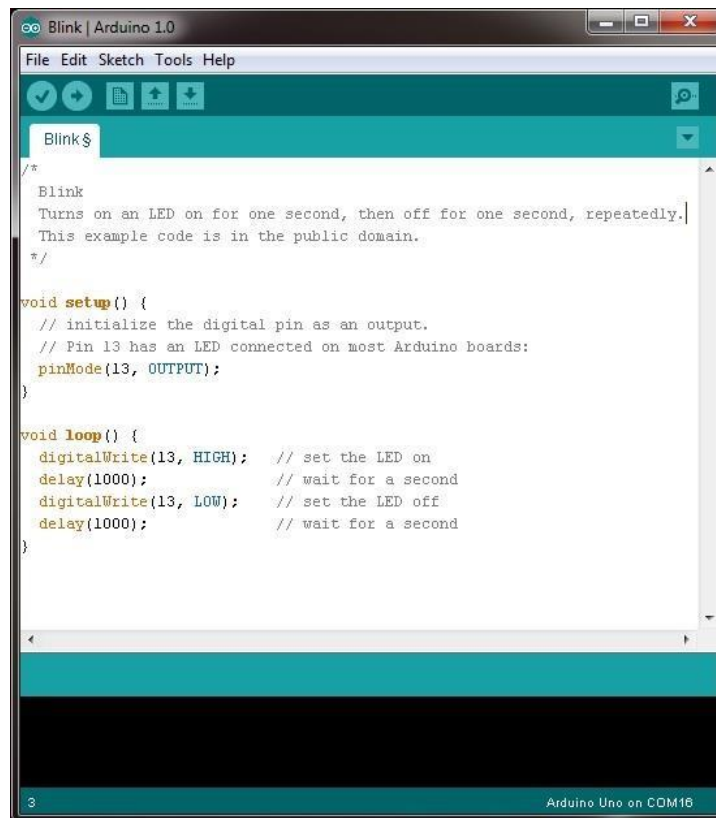 Blink | Arduino 1.0
File Edit Sketch Tools Help
Blink §
/*
  Blink
  Turns on an LED on for one second, then off for one second, repeatedly.
  This example code is in the public domain.
 */

void setup() {
  // initialize the digital pin as an output.
  // Pin 13 has an LED connected on most Arduino boards:
  pinMode(13, OUTPUT);
}

void loop() {
  digitalWrite(13, HIGH);   // set the LED on
  delay(1000);              // wait for a second
  digitalWrite(13, LOW);    // set the LED off
  delay(1000);              // wait for a second
}
3
Arduino Uno on COM16